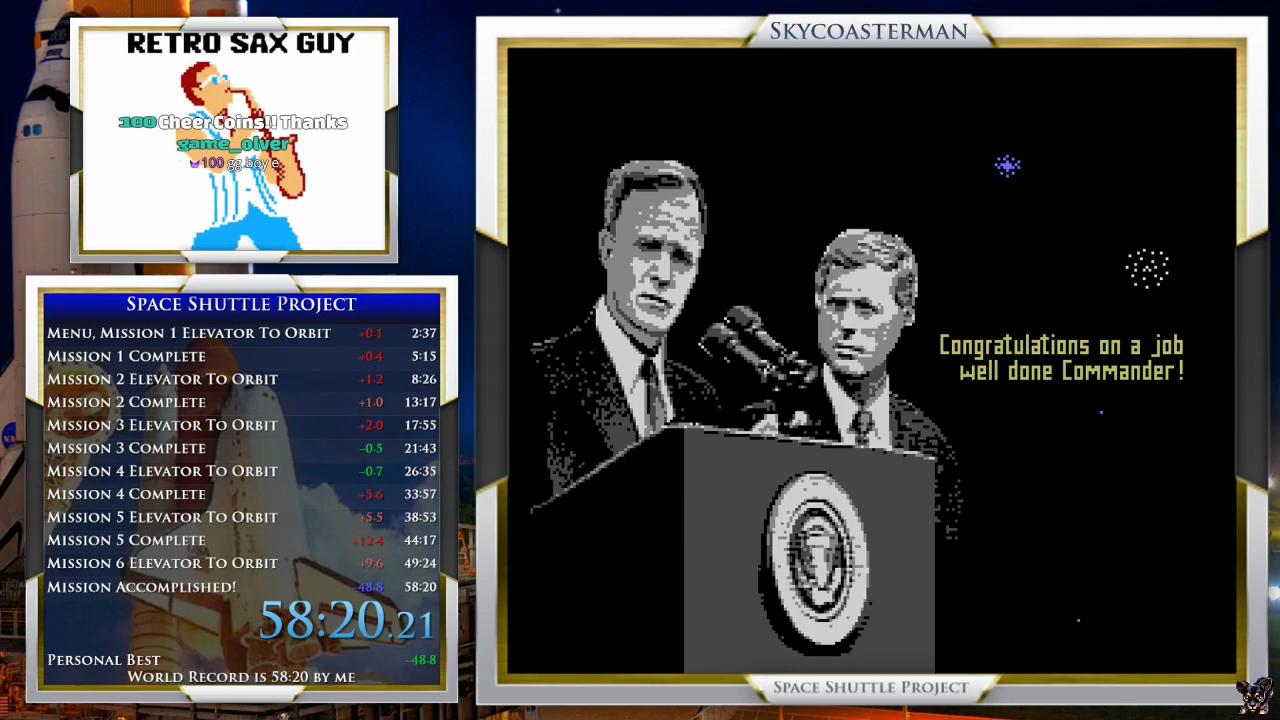 RETRO SAX GUY
100 CheerCoins!! Thanks
game_olver
100 gg boy e
SKYCOASTERMAN
SPACE SHUTTLE PROJECT
MENU, MISSION 1 ELEVATOR TO ORBIT +0.1 2:37
MISSION 1 COMPLETE +0.4 5:15
MISSION 2 ELEVATOR TO ORBIT +1.2 8:26
MISSION 2 COMPLETE +1.0 13:17
MISSION 3 ELEVATOR TO ORBIT +2.0 17:55
MISSION 3 COMPLETE -0.5 21:43
MISSION 4 ELEVATOR TO ORBIT -0.7 26:35
MISSION 4 COMPLETE +5.6 33:57
MISSION 5 ELEVATOR TO ORBIT +5.5 38:53
MISSION 5 COMPLETE +12.4 44:17
MISSION 6 ELEVATOR TO ORBIT +9.6 49:24
MISSION ACCOMPLISHED! -48.8 58:20
58:20.21
PERSONAL BEST -48.8
WORLD RECORD IS 58:20 BY ME
Congratulations on a job
well done Commander!
SPACE SHUTTLE PROJECT